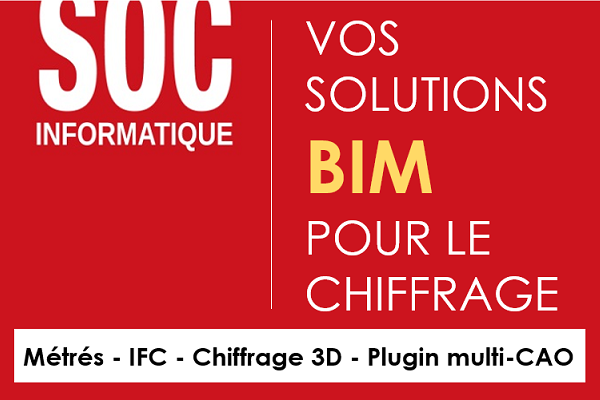 SOC
INFORMATIQUE
VOS
SOLUTIONS
BIM
POUR LE
CHIFFRAGE
Métrés - IFC - Chiffrage 3D - Plugin multi-CAO